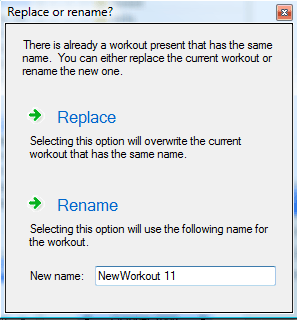 Replace or rename?
There is already a workout present that has the same
name.  You can either replace the current workout or
rename the new one.
Replace
Selecting this option will overwrite the current
workout that has the same name.
Rename
Selecting this option will use the following name for
the workout.
New name: NewWorkout 11